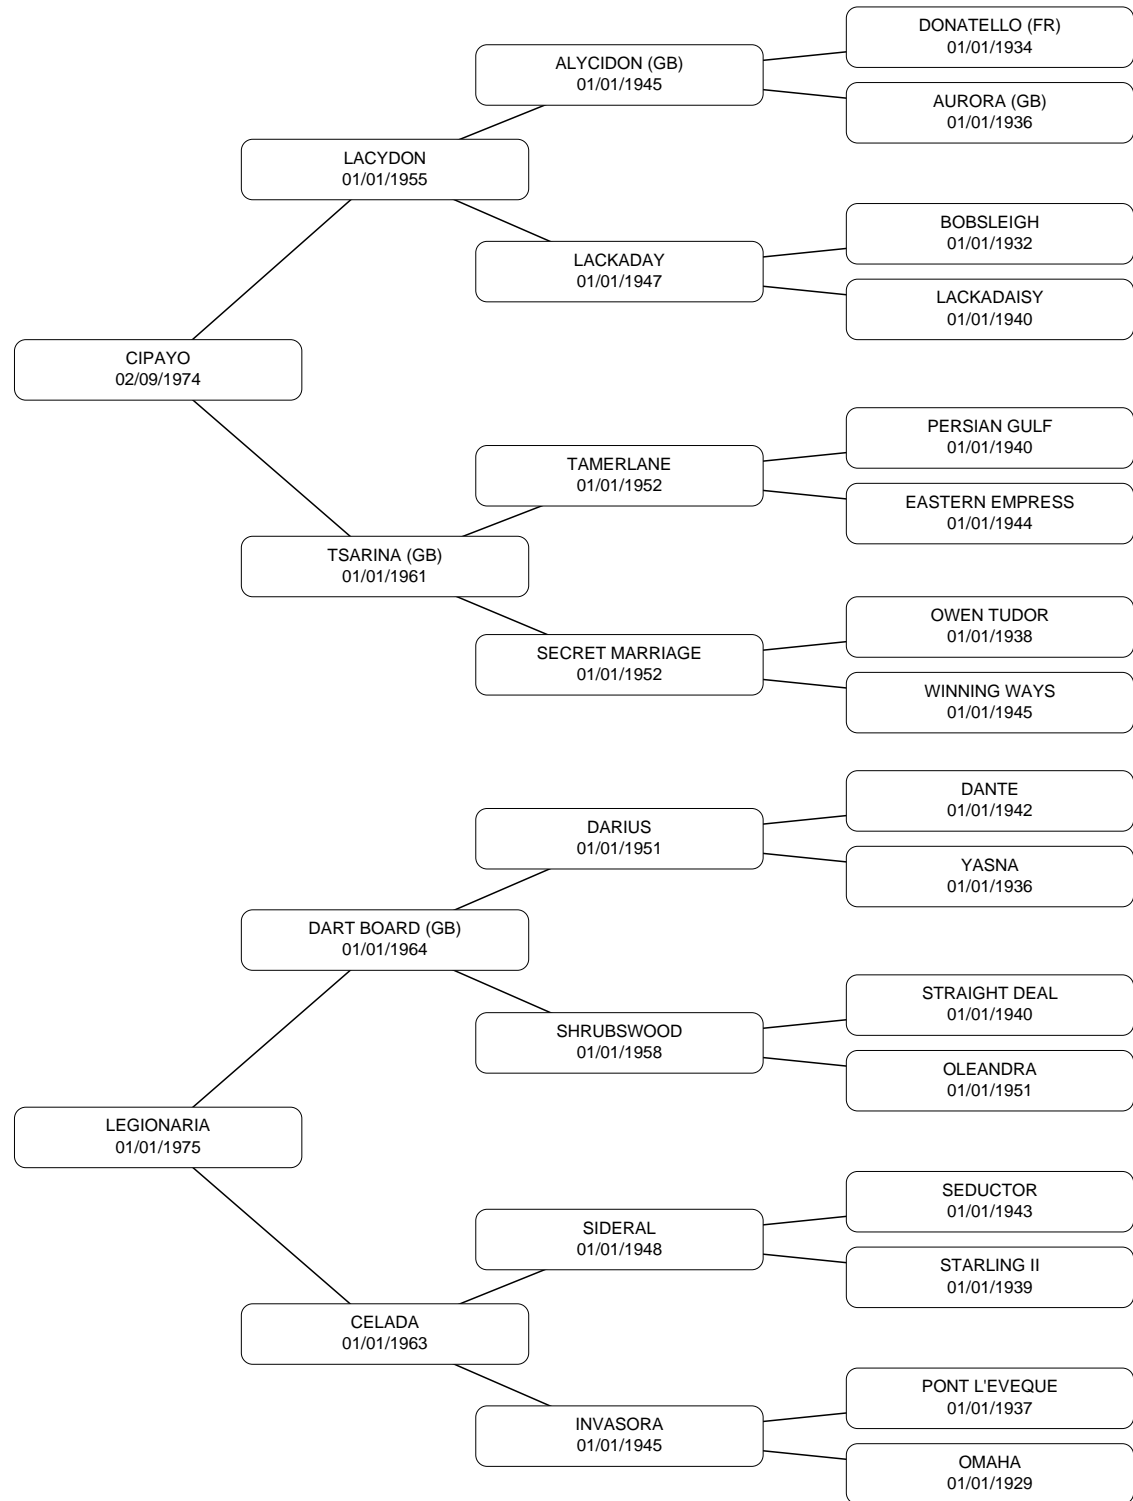 DONATELLO (FR)
01/01/1934
ALYCIDON (GB)
01/01/1945
AURORA (GB)
01/01/1936
LACYDON
01/01/1955
BOBSLEIGH
01/01/1932
LACKADAY
01/01/1947
LACKADAISY
01/01/1940
CIPAYO
02/09/1974
PERSIAN GULF
01/01/1940
TAMERLANE
01/01/1952
EASTERN EMPRESS
01/01/1944
TSARINA (GB)
01/01/1961
OWEN TUDOR
01/01/1938
SECRET MARRIAGE
01/01/1952
WINNING WAYS
01/01/1945
DANTE
01/01/1942
DARIUS
01/01/1951
YASNA
01/01/1936
DART BOARD (GB)
01/01/1964
STRAIGHT DEAL
01/01/1940
SHRUBSWOOD
01/01/1958
OLEANDRA
01/01/1951
LEGIONARIA
01/01/1975
SEDUCTOR
01/01/1943
SIDERAL
01/01/1948
STARLING II
01/01/1939
CELADA
01/01/1963
PONT L'EVEQUE
01/01/1937
INVASORA
01/01/1945
OMAHA
01/01/1929